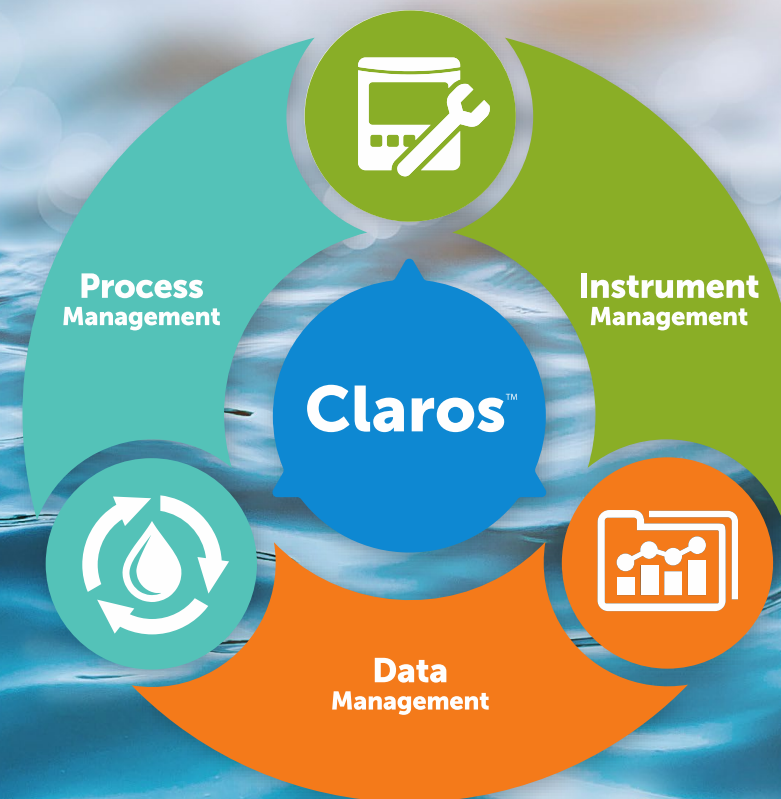 Process
Management
Instrument
Management
Claros™
Data
Management